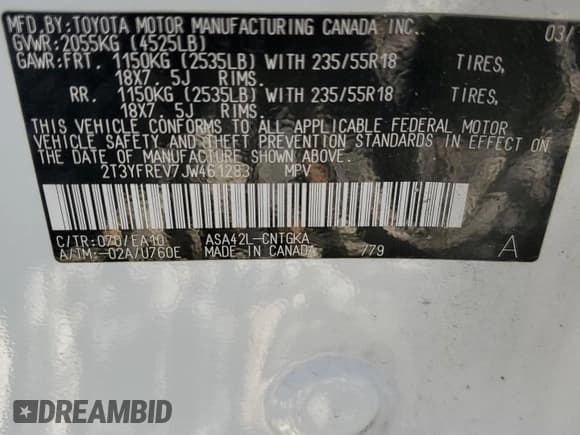 MFD.BY:TOYOTA MOTOR MANUFACTURING CANADA INC. 03/
GVWR:2055KG (4525LB)
GAWR:FRT. 1150KG (2535LB) WITH 235/55R18 TIRES,
18X7.5J RIMS.
RR. 1150KG (2535LB) WITH 235/55R18 TIRES,
18X7.5J RIMS.
THIS VEHICLE CONFORMS TO ALL APPLICABLE FEDERAL MOTOR
VEHICLE SAFETY AND THEFT PREVENTION STANDARDS IN EFFECT ON
THE DATE OF MANUFACTURE SHOWN ABOVE.
2T3YFREV7JW461283 MPV
C/TR:070/EA10 ASA42L-CNTGKA
A/TM:-02A/U760E MADE IN CANADA /79 A
DREAMBID